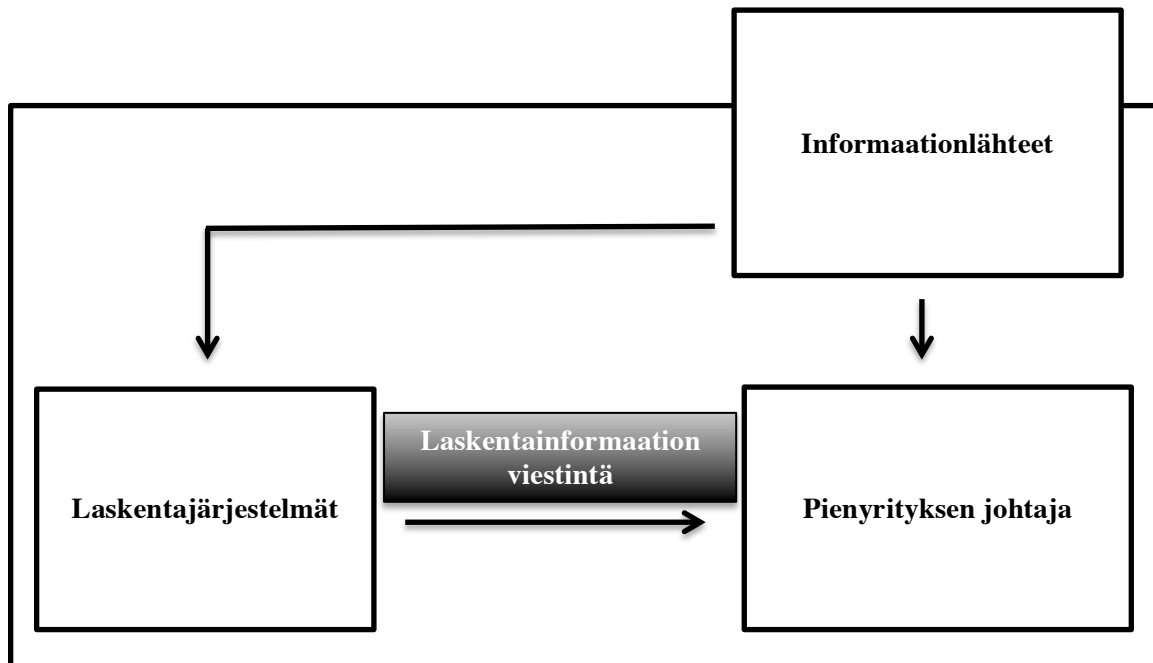 Informaationlähteet
Laskentainformaation
viestintä
Laskentajärjestelmät
Pienyrityksen johtaja